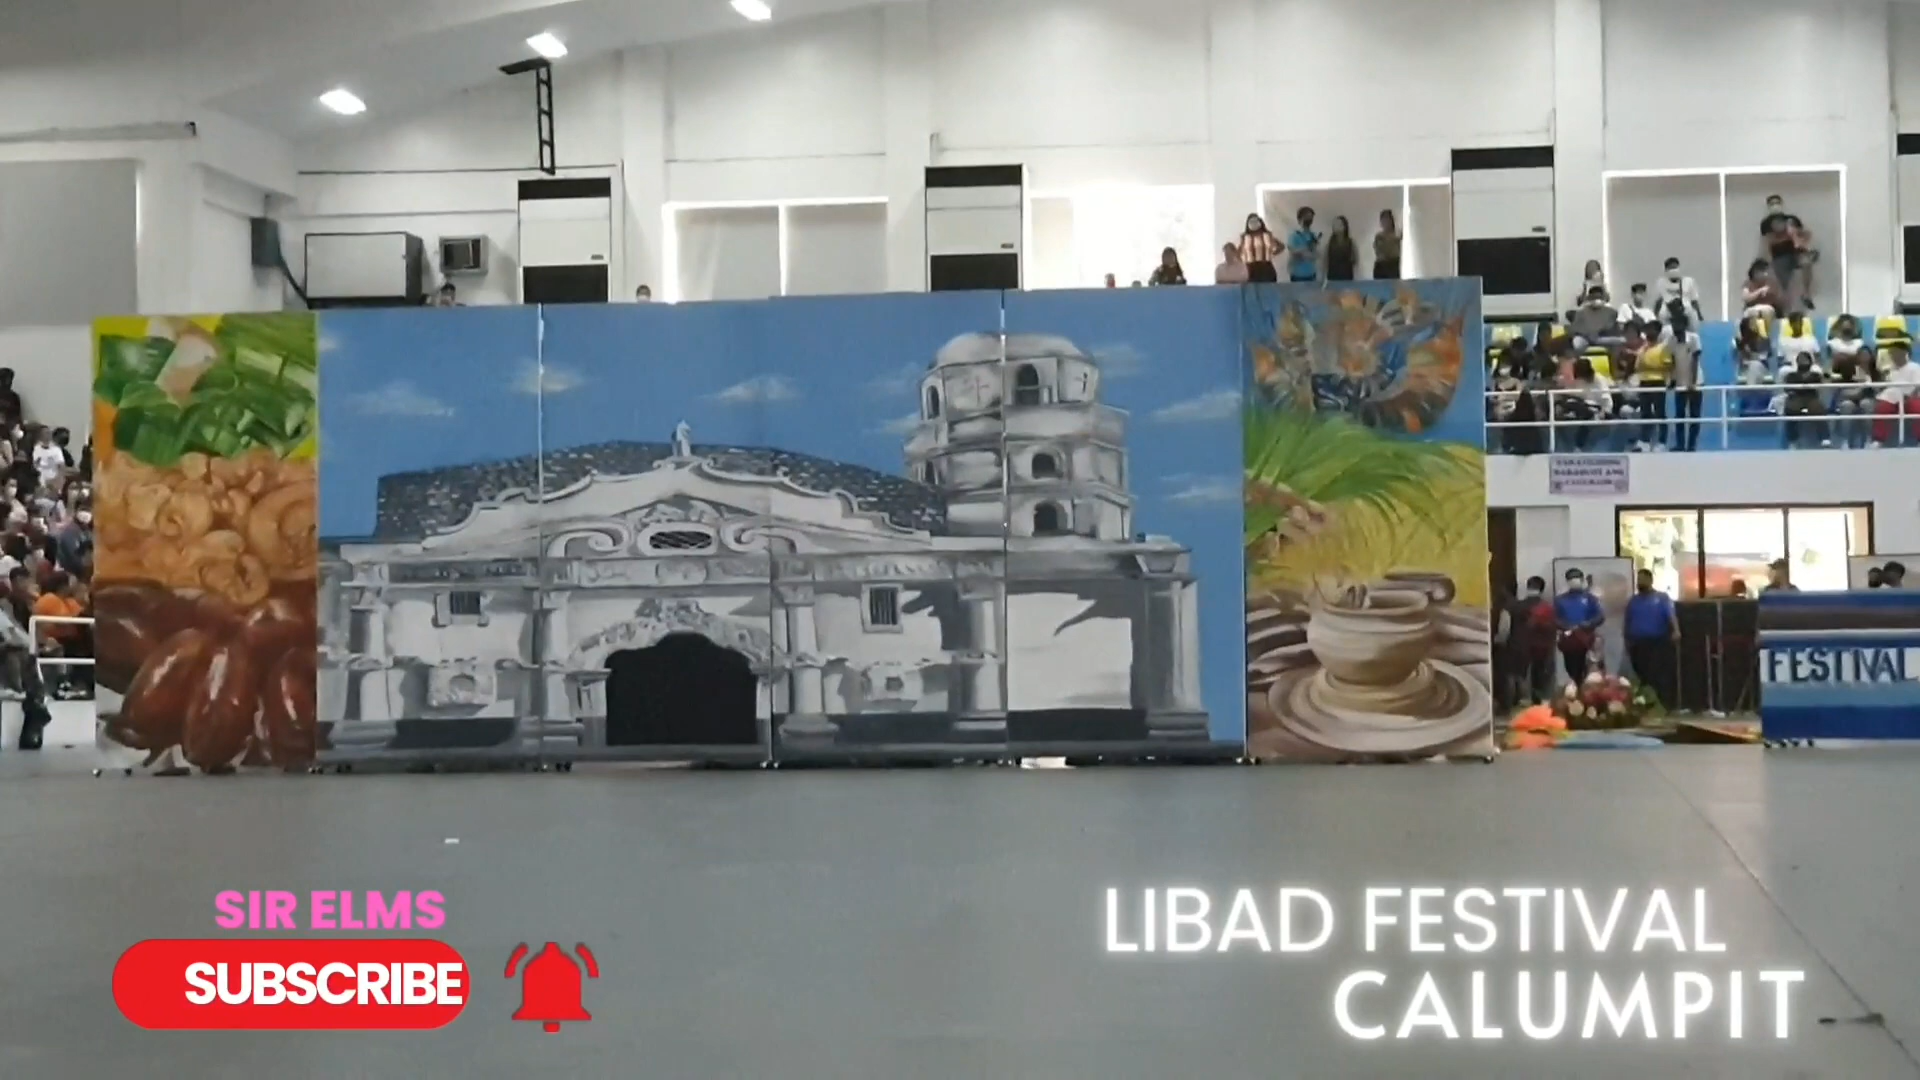 FESTIVAL
SIR ELMS
SUBSCRIBE
LIBAD FESTIVAL
CALUMPIT